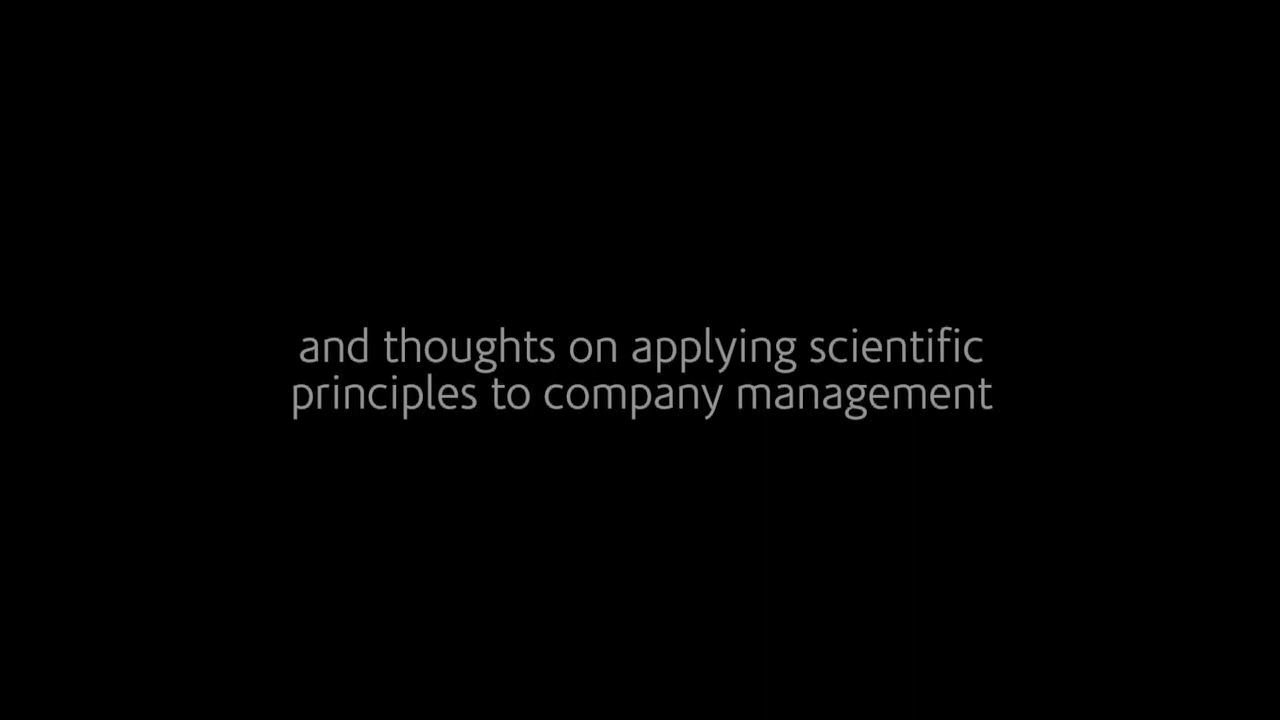 and thoughts on applying scientific
principles to company management